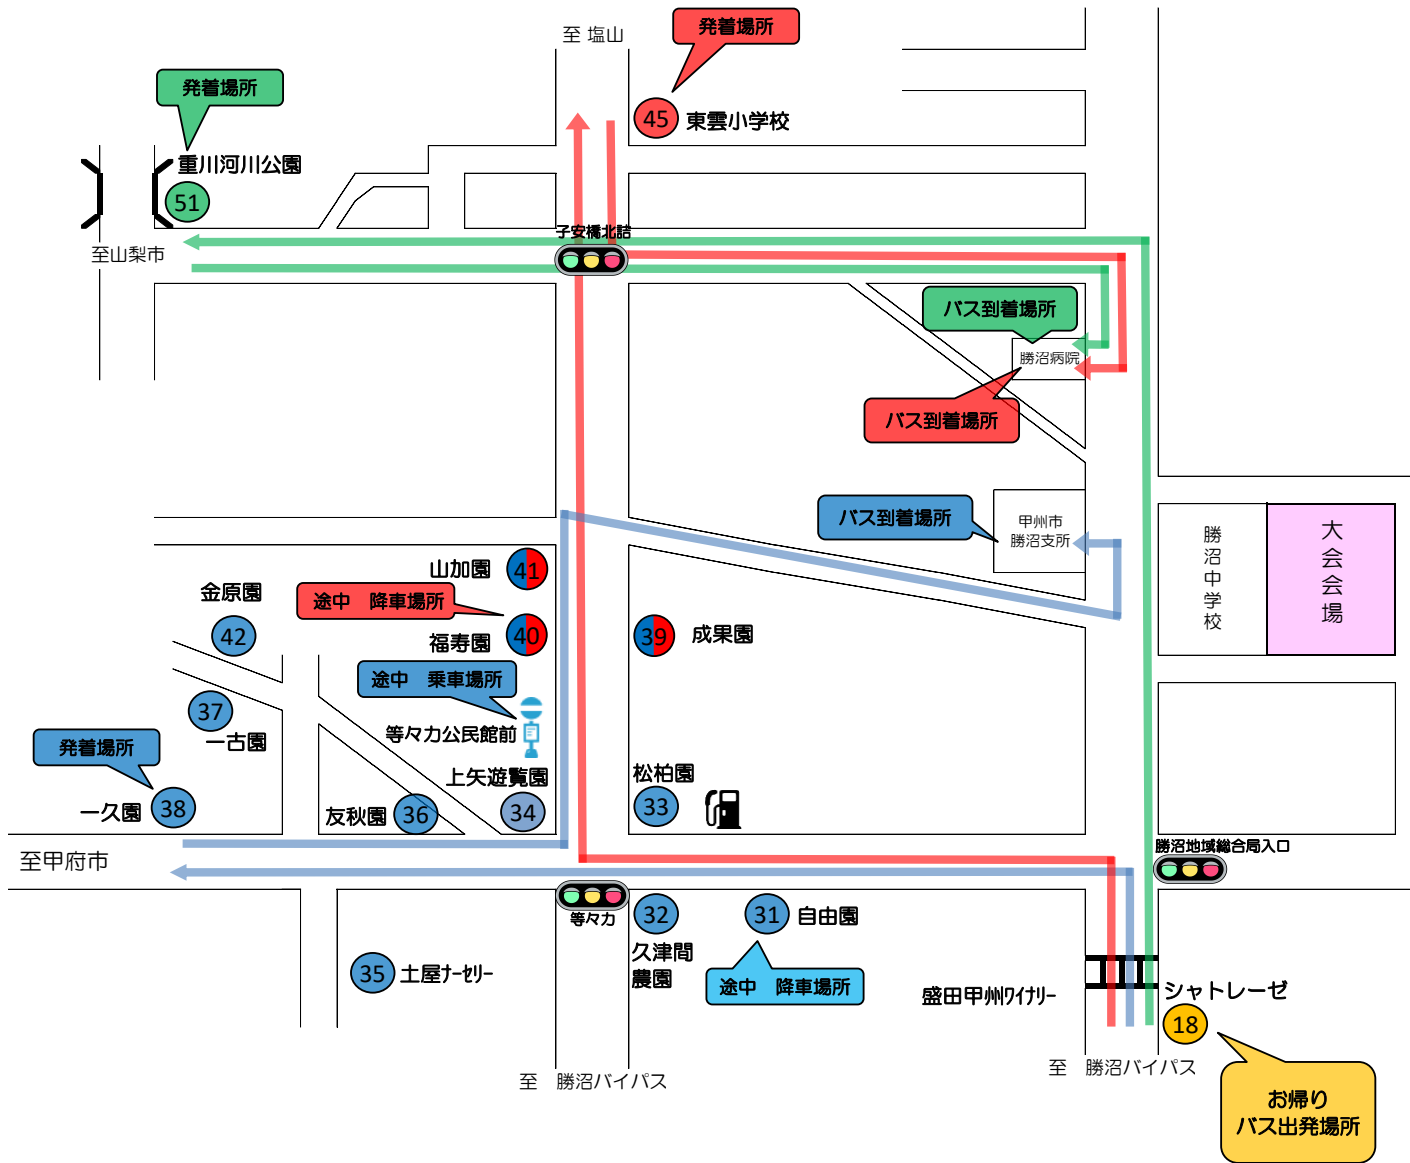 発着場所
至 塩山
発着場所
45
東雲小学校
重川河川公園
51
子安橋北詰
至山梨市
バス到着場所
勝沼病院
バス到着場所
バス到着場所
甲州市
勝沼支所
勝沼中学校
大会会場
山加園
41
金原園
途中　降車場所
42
福寿園
40
39
成果園
途中　乗車場所
37
一古園
等々力公民館前
発着場所
上矢遊覧園
松柏園
一久園
38
友秋園
36
34
33
至甲府市
勝沼地域総合局入口
等々力
32
31
自由園
久津間
農園
35
土屋ナーセリー
途中　降車場所
盛田甲州ワイナリー
シャトレーゼ
18
至　勝沼バイパス
至　勝沼バイパス
お帰り
バス出発場所